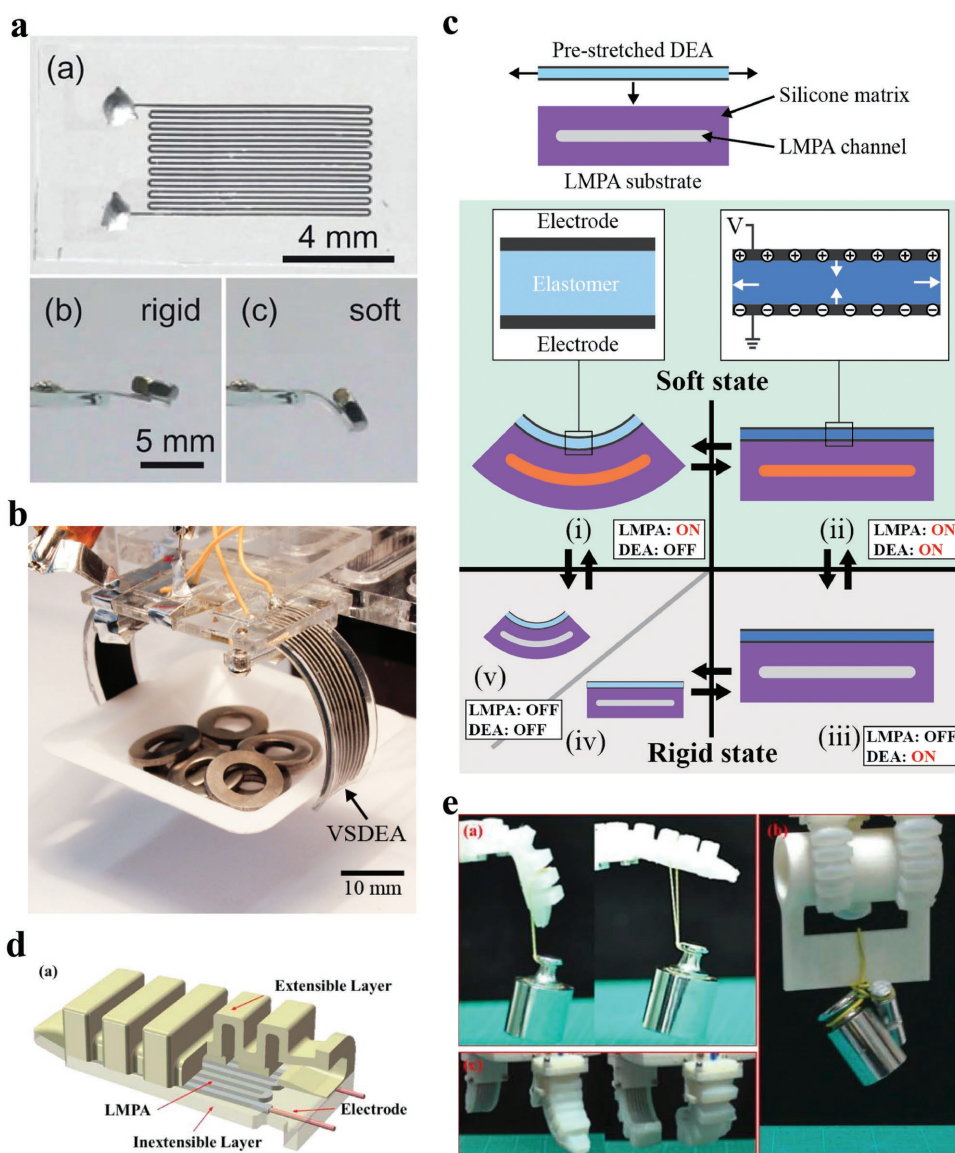 a
(a)
4 mm
(b)
rigid
5 mm
(c)
soft
b
VSDEA
10 mm
c
Pre-stretched DEA
Silicone matrix
LMPA channel
LMPA substrate
Electrode
Elastomer
Electrode
V
Soft state
(i)
LMPA: ON
DEA: OFF
(ii)
LMPA: ON
DEA: ON
(v)
LMPA: OFF
DEA: OFF
(iv)
Rigid state
(iii)
LMPA: OFF
DEA: ON
d
(a)
Extensible Layer
LMPA
Electrode
Inextensible Layer
e
(a)
(b)
(c)